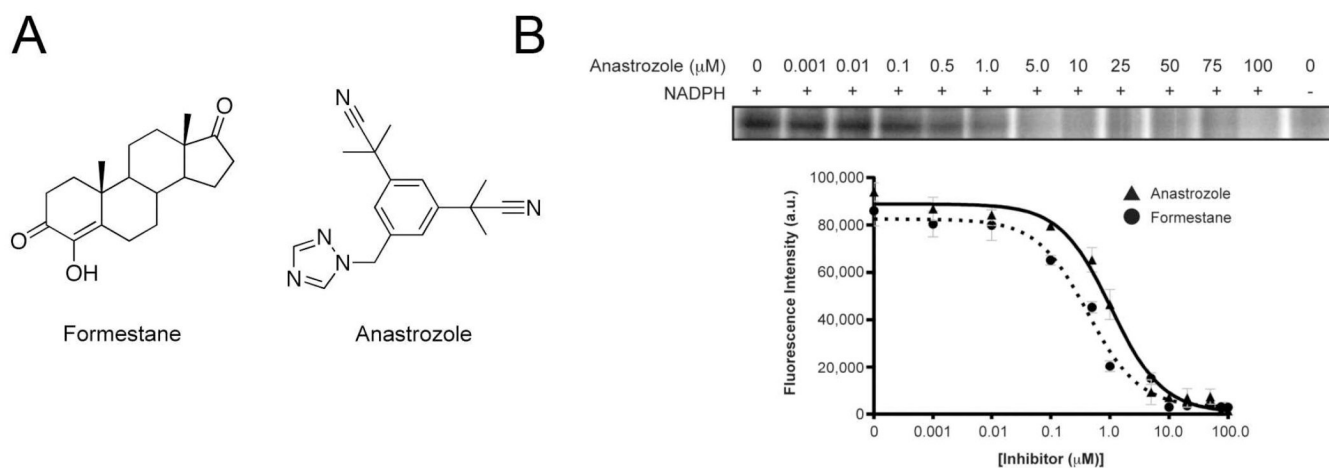 A
B
Anastrozole (μM) 0 0.001 0.01 0.1 0.5 1.0 5.0 10 25 50 75 100 0
NADPH + + + + + + + + + + + + -
O
O
OH
Formestane
N
N
N
N
N
Anastrozole
100,000
80,000
60,000
40,000
20,000
0
Fluorescence Intensity (a.u.)
Anastrozole
Formestane
0 0.001 0.01 0.1 1.0 10.0 100.0
[Inhibitor (μM)]